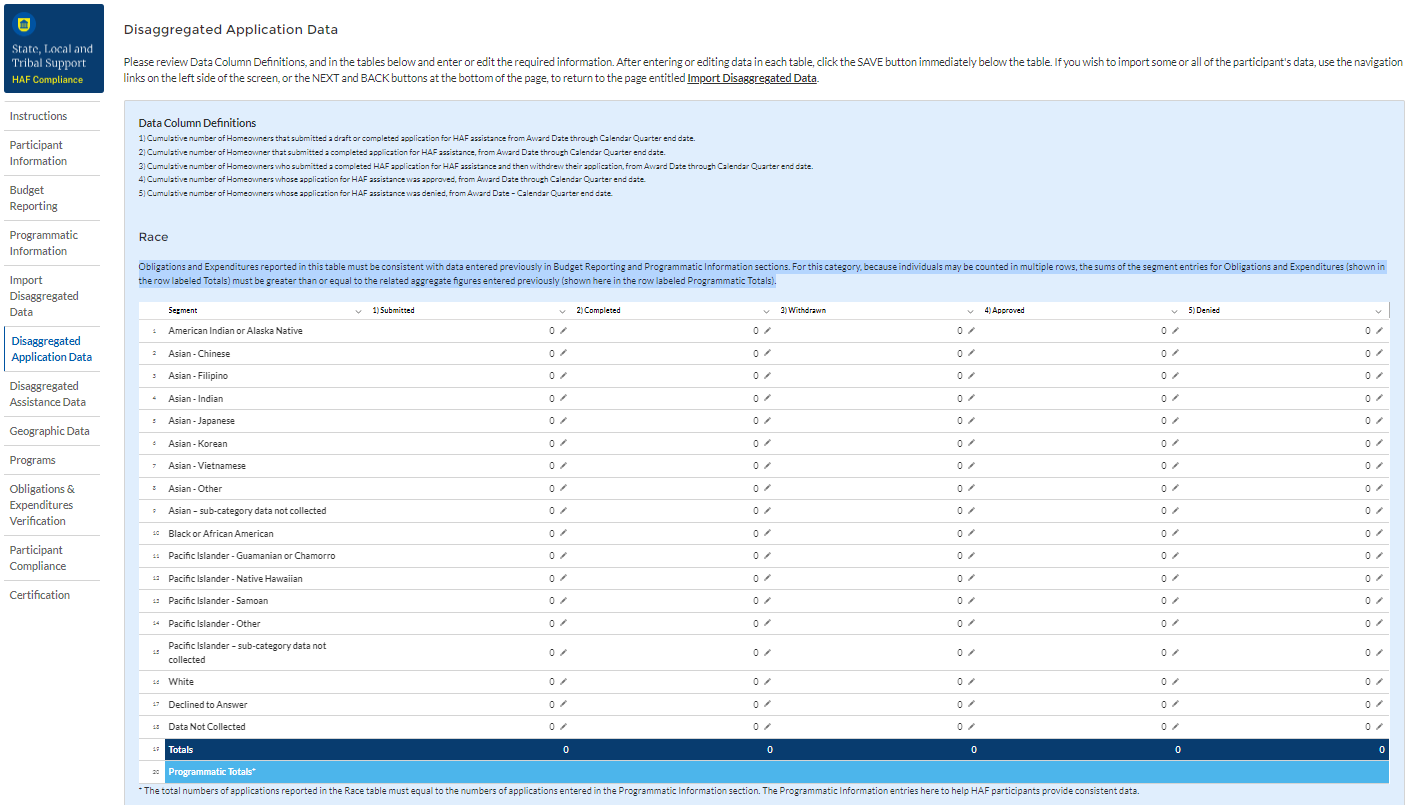 State, Local and
Tribal Support
HAF Compliance
Instructions
Participant
Information
Budget
Reporting
Programmatic
Information
Import
Disaggregated
Data
Disaggregated
Application Data
Disaggregated
Assistance Data
Geographic Data
Programs
Obligations &
Expenditures
Verification
Participant
Compliance
Certification
Disaggregated Application Data
Please review Data Column Definitions, and in the tables below and enter or edit the required information. After entering or editing data in each table, click the SAVE button immediately below the table. If you wish to import some or all of the participant's data, use the navigation
links on the left side of the screen, or the NEXT and BACK buttons at the bottom of the page, to return to the page entitled Import Disaggregated Data.
Data Column Definitions
1) Cumulative number of Homeowners that submitted a draft or completed application for HAF assistance from Award Date through Calendar Quarter end date.
2) Cumulative number of Homeowner that submitted a completed application for HAF assistance, from Award Date through Calendar Quarter end date.
3) Cumulative number of Homeowners who submitted a completed HAF application for HAF assistance and then withdrew their application, from Award Date through Calendar Quarter end date.
4) Cumulative number of Homeowners whose application for HAF assistance was approved, from Award Date through Calendar Quarter end date.
5) Cumulative number of Homeowners whose application for HAF assistance was denied, from Award Date – Calendar Quarter end date.
Race
Obligations and Expenditures reported in this table must be consistent with data entered previously in Budget Reporting and Programmatic Information sections. For this category, because individuals may be counted in multiple rows, the sums of the segment entries for Obligations and Expenditures (shown in
the row labeled Totals) must be greater than or equal to the related aggregate figures entered previously (shown here in the row labeled Programmatic Totals).
Segment 1) Submitted 2) Completed 3) Withdrawn 4) Approved 5) Denied
1 American Indian or Alaska Native 0 0 0 0 0
2 Asian - Chinese 0 0 0 0 0
3 Asian - Filipino 0 0 0 0 0
4 Asian - Indian 0 0 0 0 0
5 Asian - Japanese 0 0 0 0 0
6 Asian - Korean 0 0 0 0 0
7 Asian - Vietnamese 0 0 0 0 0
8 Asian - Other 0 0 0 0 0
9 Asian – sub-category data not collected 0 0 0 0 0
10 Black or African American 0 0 0 0 0
11 Pacific Islander - Guamanian or Chamorro 0 0 0 0 0
12 Pacific Islander - Native Hawaiian 0 0 0 0 0
13 Pacific Islander - Samoan 0 0 0 0 0
14 Pacific Islander - Other 0 0 0 0 0
15 Pacific Islander – sub-category data not
collected 0 0 0 0 0
16 White 0 0 0 0 0
17 Declined to Answer 0 0 0 0 0
18 Data Not Collected 0 0 0 0 0
19 Totals 0 0 0 0 0
20 Programmatic Totals*
* The total numbers of applications reported in the Race table must equal to the numbers of applications entered in the Programmatic Information section. The Programmatic Information entries here to help HAF participants provide consistent data.